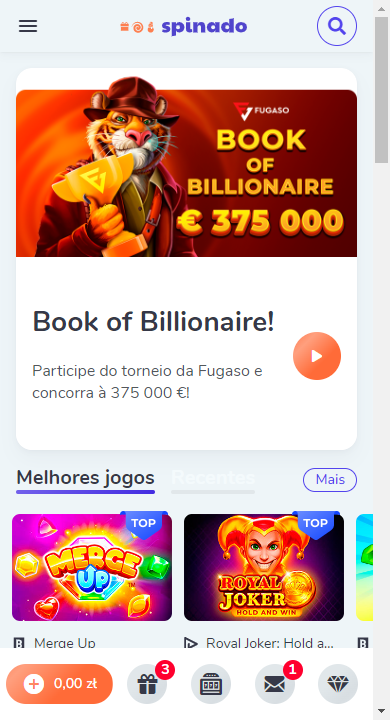 spinado
FUGASO
BOOK
OF
BILLIONAIRE
€ 375 000
Book of Billionaire!
Participe do torneio da Fugaso e
concorra à 375 000 €!
Melhores jogos
Recentes
Mais
TOP
TOP
MERGE
UP
TM
ROYAL
JOKER
HOLD AND WIN
Merge Up
Royal Joker: Hold a...
0,00 zł
3
1